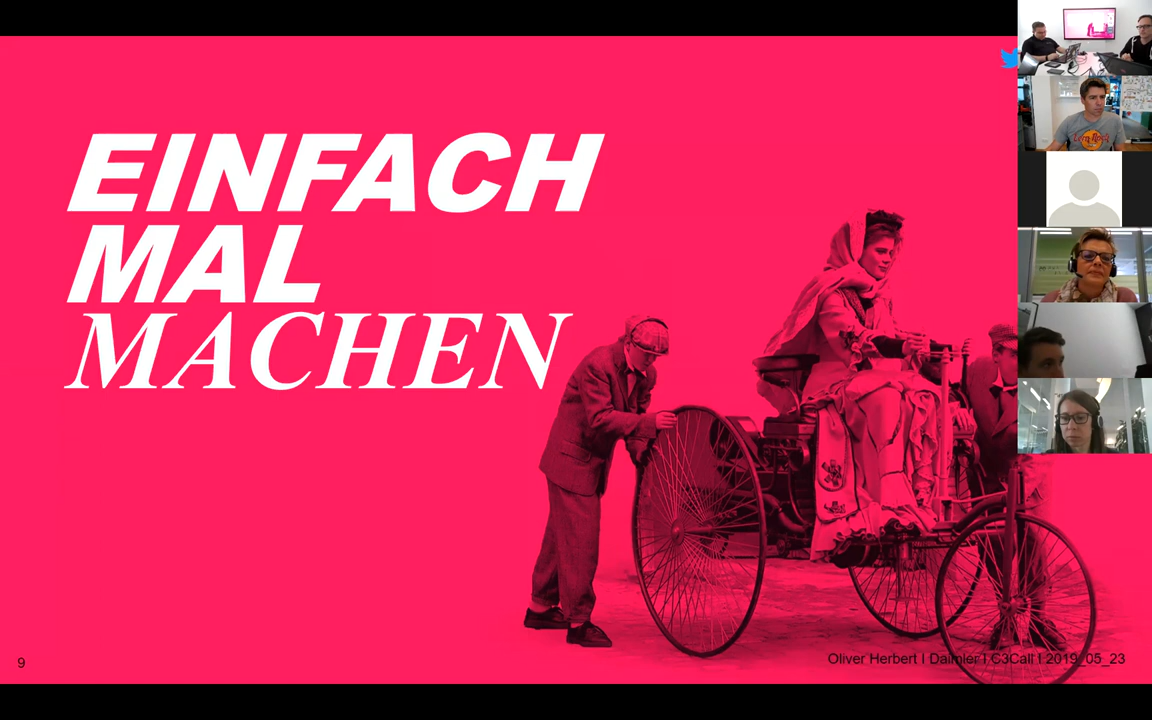 EINFACH
MAL
MACHEN
9
Oliver Herbert I Daimler I C3Call I 2019_05_23